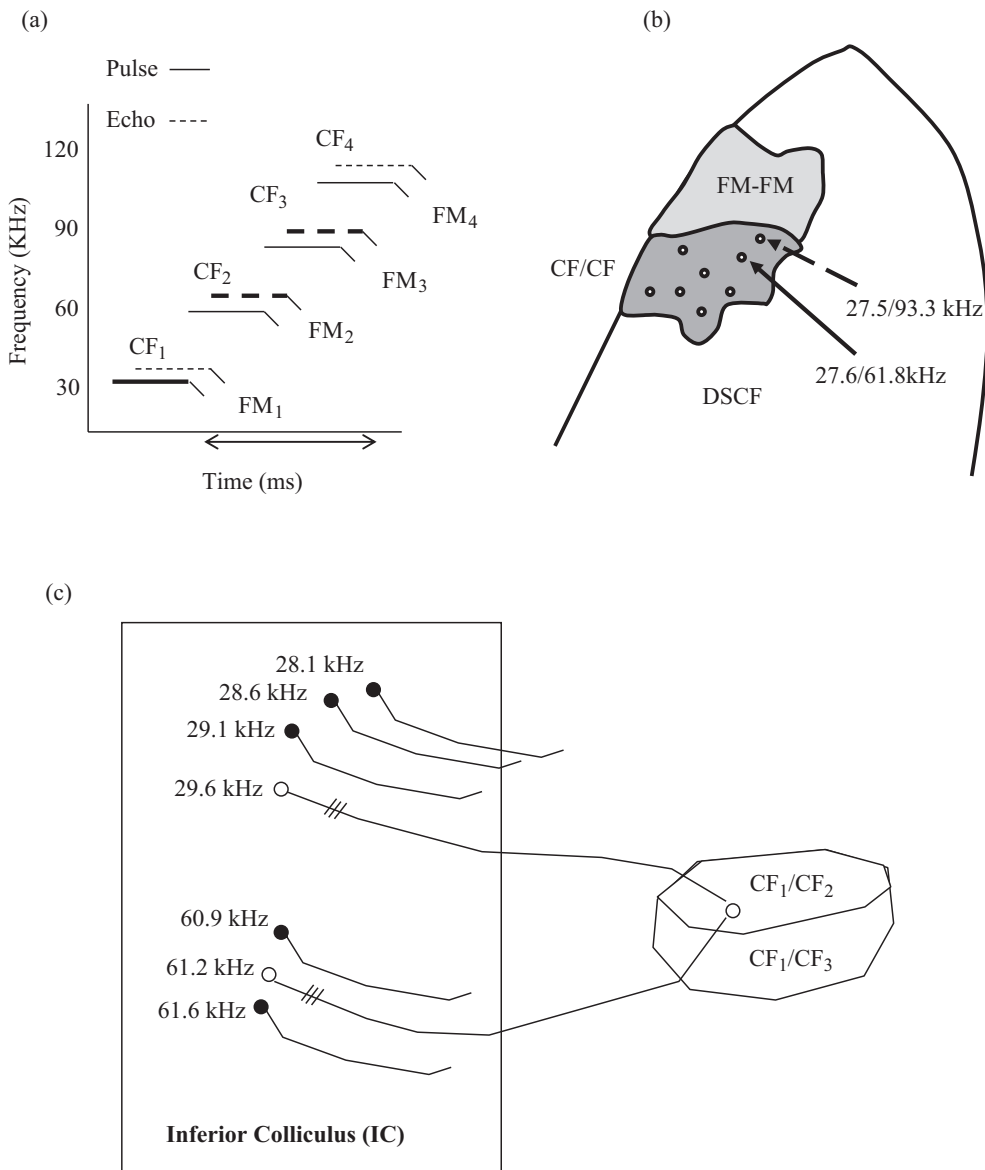 (a)
Pulse
Echo
Frequency (KHz)
120
90
60
30
CF4
CF3
FM4
CF2
FM3
CF1
FM2
FM1
Time (ms)
(b)
FM-FM
CF/CF
27.5/93.3 kHz
27.6/61.8kHz
DSCF
(c)
28.1 kHz
28.6 kHz
29.1 kHz
29.6 kHz
60.9 kHz
61.2 kHz
61.6 kHz
CF1/CF2
CF1/CF3
Inferior Colliculus (IC)